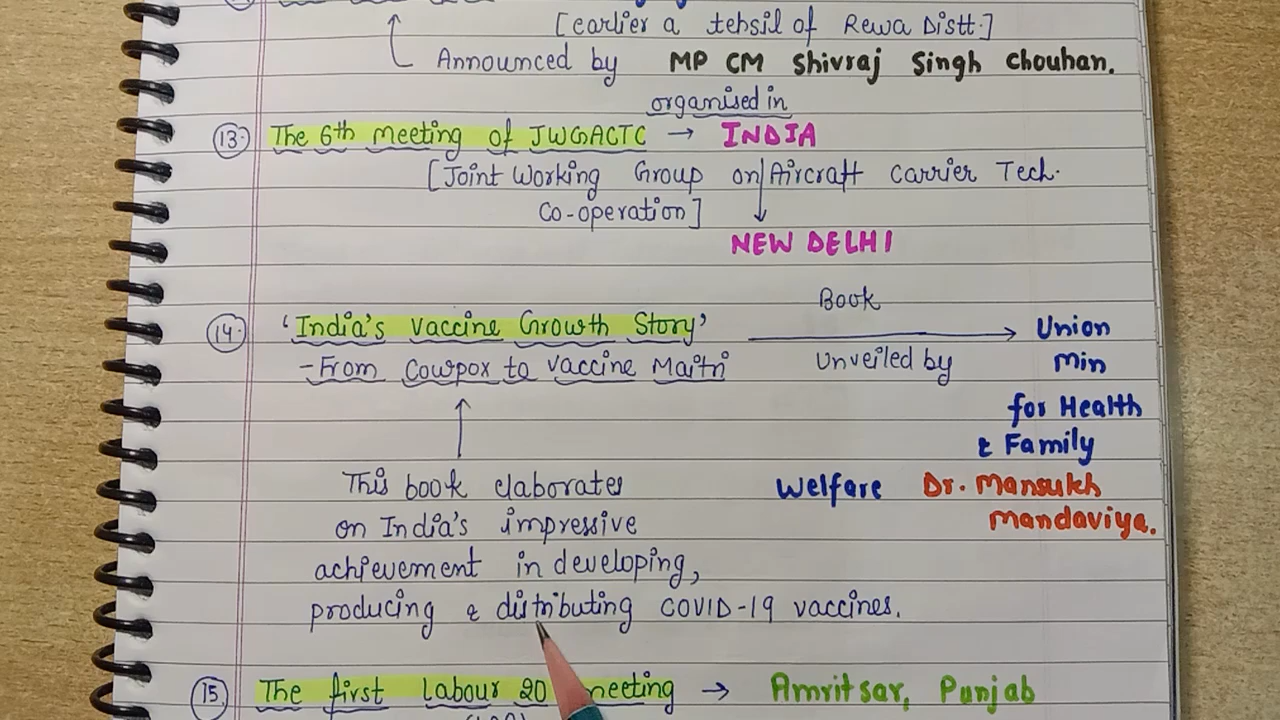 [earlier a tehsil of Rewa Distt.]
Announced by MP CM Shivraj Singh Chouhan.
organised in
13. The 6th meeting of JWGACTC → INDIA
[Joint Working Group on Aircraft Carrier Tech.
Co-operation]
NEW DELHI
Book
14. 'India's Vaccine Growth Story' → Union
- From Cowpox to Vaccine Maitri Unveiled by Min
for Health
& Family
This book elaborates Welfare Dr. Mansukh
on India's impressive Mandaviya.
achievement in developing,
producing & distributing COVID-19 vaccines.
15. The first Labour 20 meeting → Amritsar, Punjab